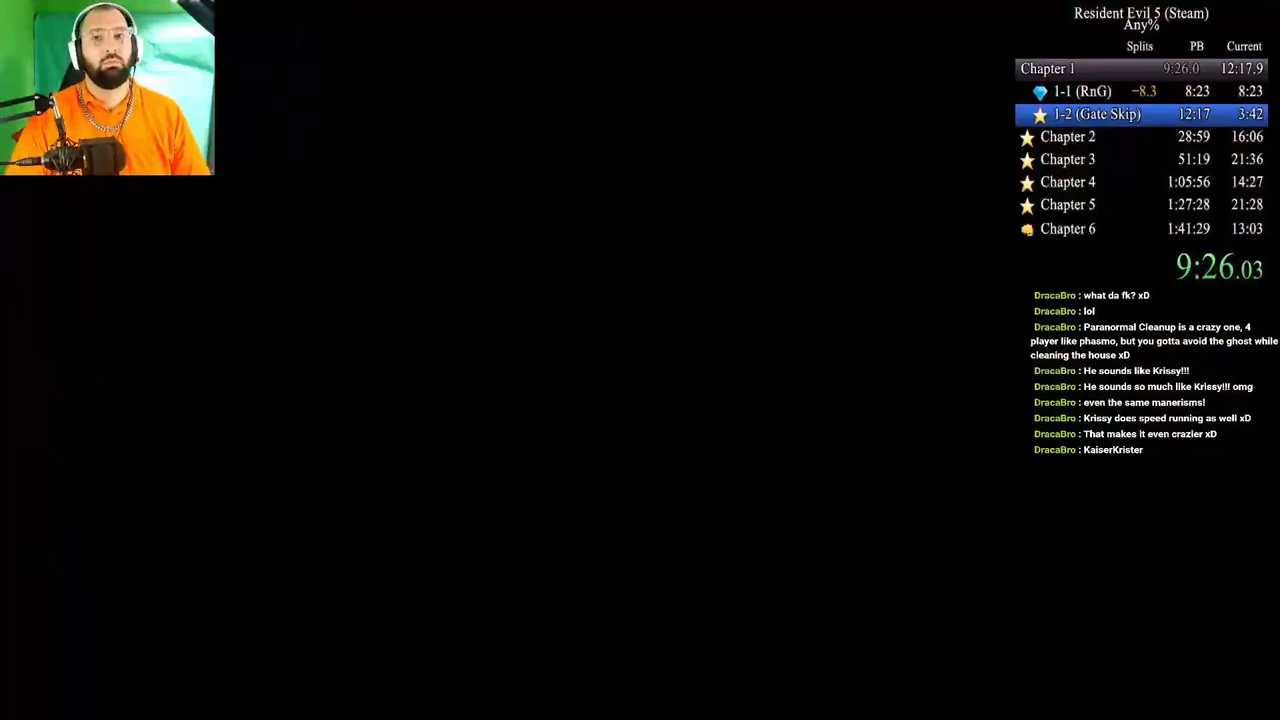 Resident Evil 5 (Steam)
Any%
Splits PB Current
Chapter 1 9:26.0 12:17.9
1-1 (RnG) −8.3 8:23 8:23
1-2 (Gate Skip) 12:17 3:42
Chapter 2 28:59 16:06
Chapter 3 51:19 21:36
Chapter 4 1:05:56 14:27
Chapter 5 1:27:28 21:28
Chapter 6 1:41:29 13:03
9:26.03
DracaBro : what da fk? xD
DracaBro : lol
DracaBro : Paranormal Cleanup is a crazy one, 4
player like phasmo, but you gotta avoid the ghost while
cleaning the house xD
DracaBro : He sounds like Krissy!!!
DracaBro : He sounds so much like Krissy!!! omg
DracaBro : even the same manerisms!
DracaBro : Krissy does speed running as well xD
DracaBro : That makes it even crazier xD
DracaBro : KaiserKrister